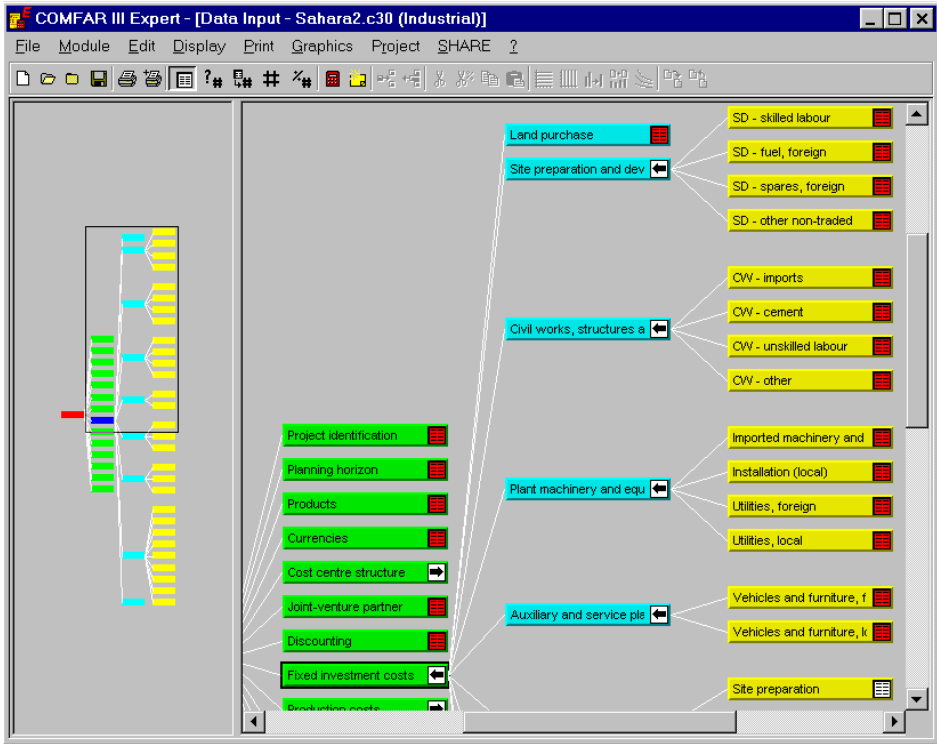 COMFAR III Expert - [Data Input - Sahara2.c30 (Industrial)]
File Module Edit Display Print Graphics Project SHARE ?
SD - skilled labour
Land purchase
SD - fuel, foreign
Site preparation and dev
SD - spares, foreign
SD - other non-traded
CW - imports
CW - cement
Civil works, structures a
CW - unskilled labour
CW - other
Project identification
Imported machinery and
Planning horizon
Installation (local)
Plant machinery and equ
Products
Utilities, foreign
Currencies
Utilities, local
Cost centre structure
Joint-venture partner
Vehicles and furniture, f
Auxiliary and service pla
Discounting
Vehicles and furniture, lo
Fixed investment costs
Site preparation
Production costs